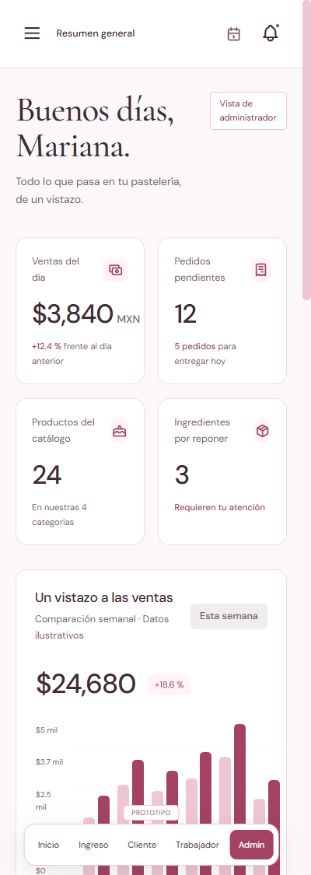 Resumen general
Buenos días,
Mariana.
Vista de
administrador
Todo lo que pasa en tu pastelería,
de un vistazo.
Ventas del
día
$3,840 MXN
+12.4 % frente al día
anterior
Pedidos
pendientes
12
5 pedidos para
entregar hoy
Productos del
catálogo
24
En nuestras 4
categorías
Ingredientes
por reponer
3
Requieren tu atención
Un vistazo a las ventas
Comparación semanal · Datos
ilustrativos
Esta semana
$24,680
+18.6 %
$5 mil
$3.7 mil
$2.5
mil
PROTOTIPO
Inicio
Ingreso
Cliente
Trabajador
Admin
$0